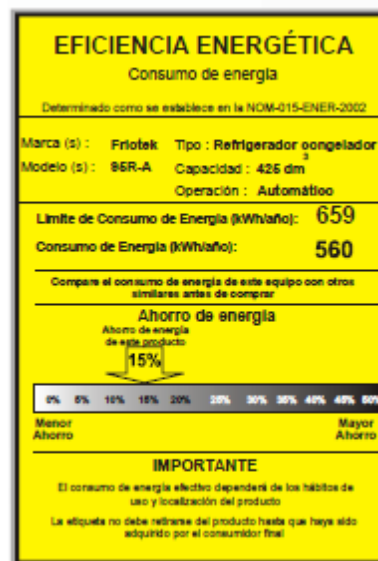 EFICIENCIA ENERGÉTICA
Consumo de energía
Determinado como se establece en la NOM-015-ENER-2002
Marca (s) : Friotek Tipo : Refrigerador congelador
Modelo (s) : 95R-A Capacidad : 425 dm³
Operación : Automático
Límite de Consumo de Energía (kWh/año): 659
Consumo de Energía (kWh/año): 560
Compare el consumo de energía de este equipo con otros
similares antes de comprar
Ahorro de energía
Ahorro de energía
de este producto
15%
0% 5% 10% 15% 20% 25% 30% 35% 40% 45% 50%
Menor Mayor
Ahorro Ahorro
IMPORTANTE
El consumo de energía efectivo dependerá de los hábitos de
uso y localización del producto
La etiqueta no debe retirarse del producto hasta que haya sido
adquirido por el consumidor final